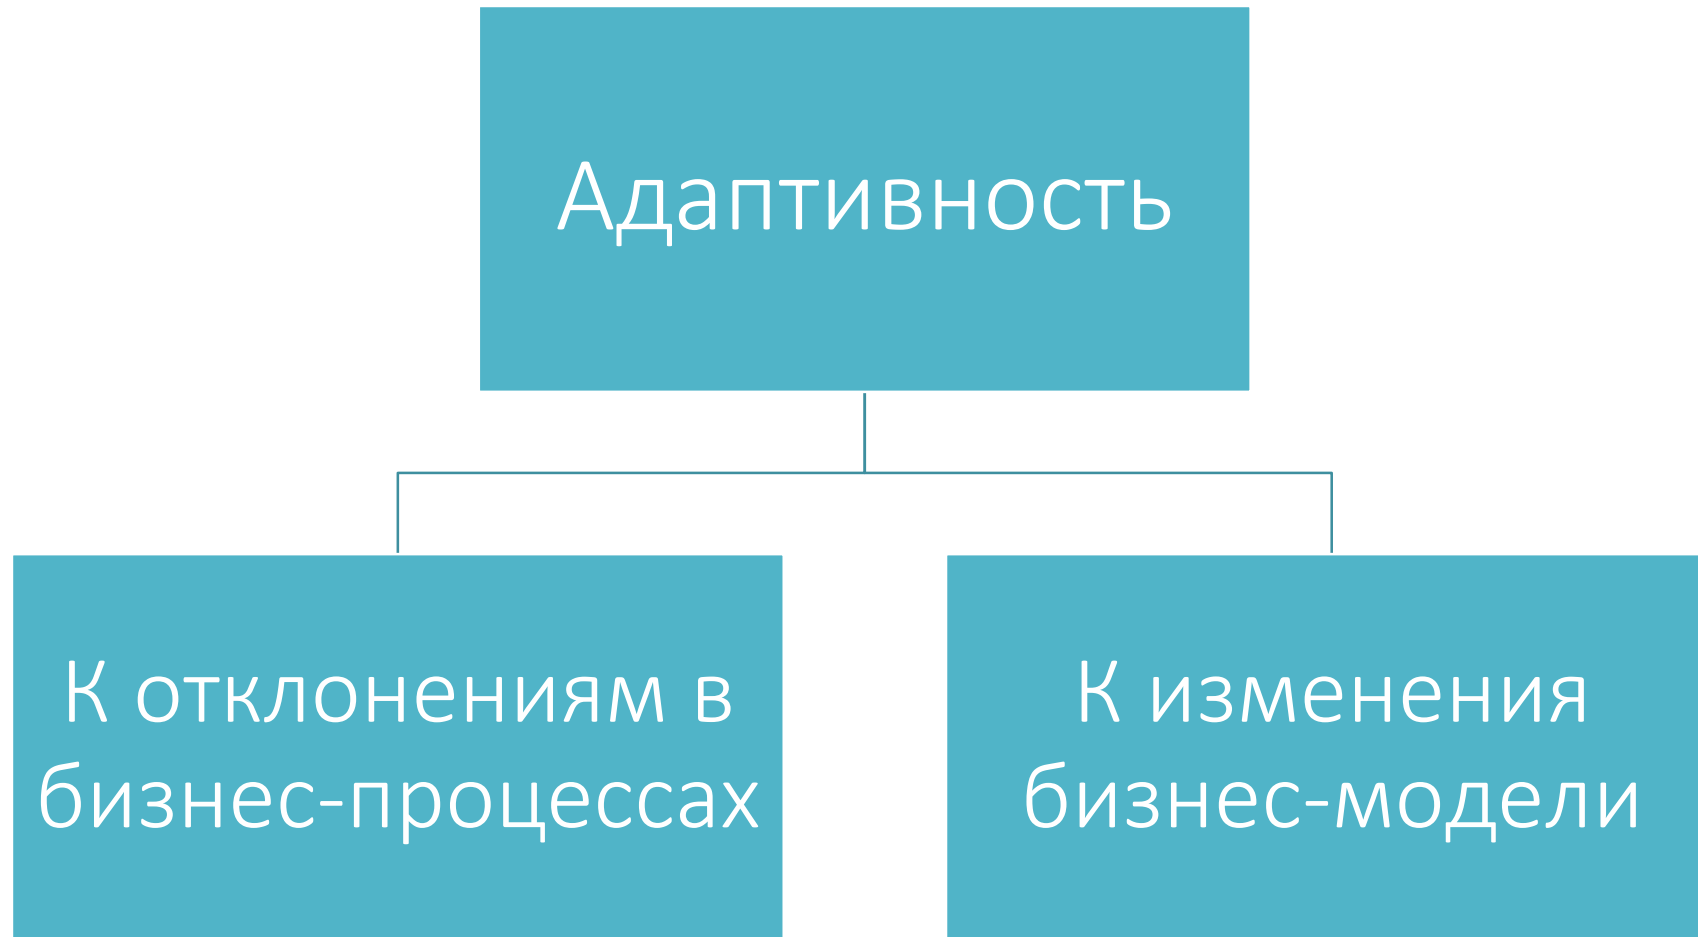 Адаптивность
К отклонениям в
бизнес-процессах
К изменения
бизнес-модели